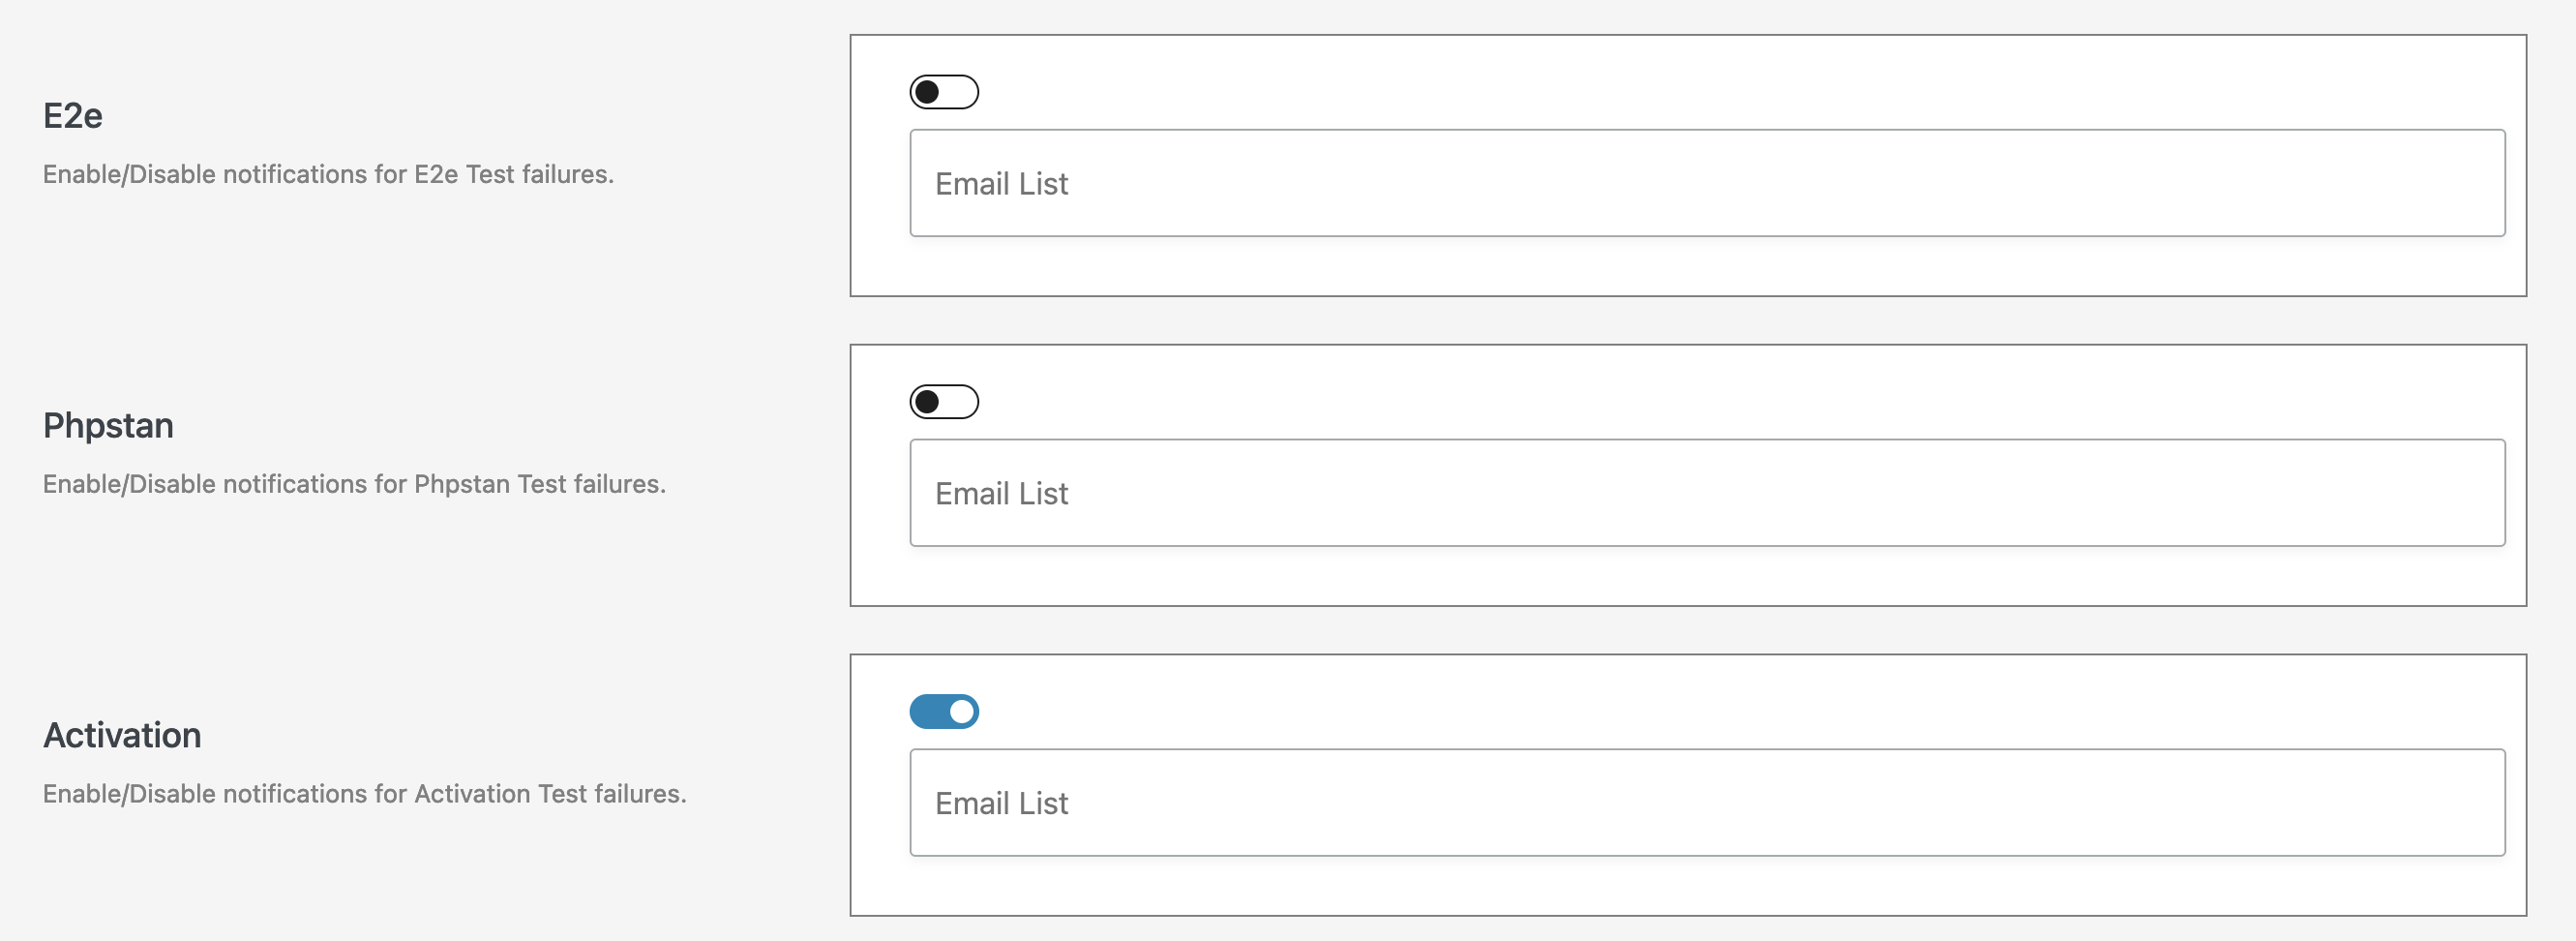 E2e
Enable/Disable notifications for E2e Test failures.
Email List
Phpstan
Enable/Disable notifications for Phpstan Test failures.
Email List
Activation
Enable/Disable notifications for Activation Test failures.
Email List